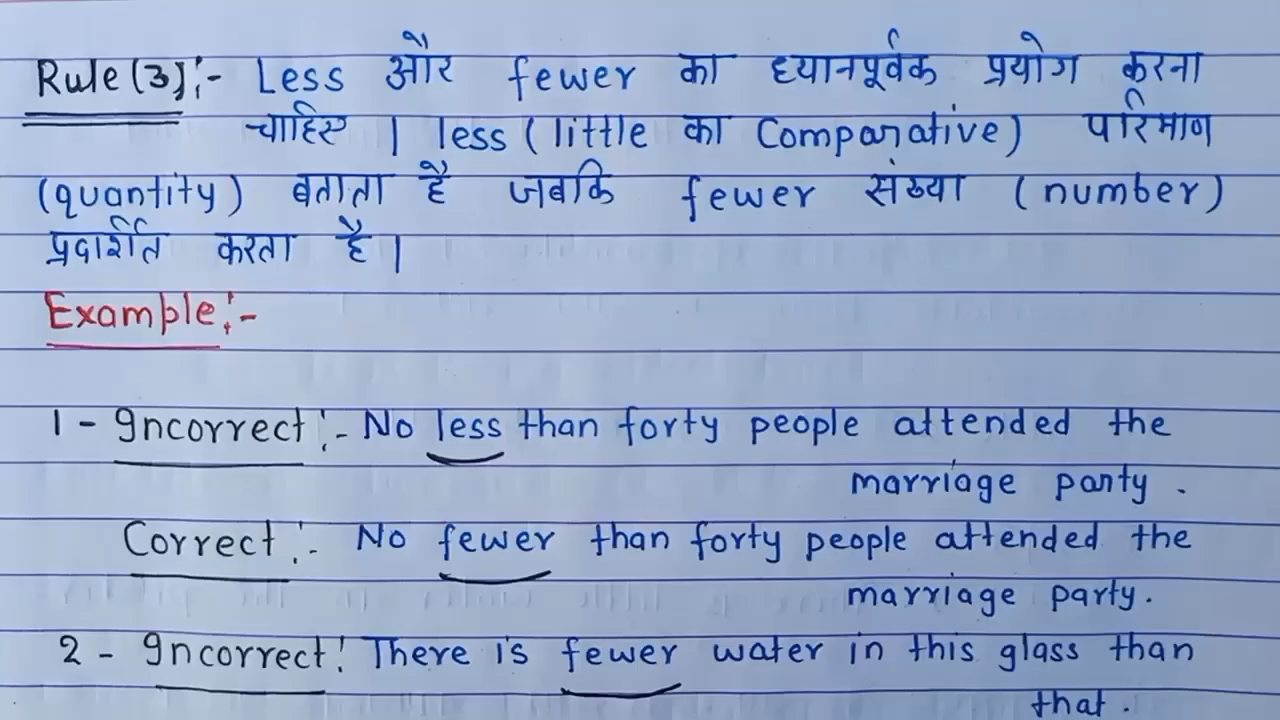 Rule (3):- Less और fewer का ध्यानपूर्वक प्रयोग करना
चाहिए । less (little का Comparative) परिमाण
(quantity) बताता है जबकि fewer संख्या (number)
प्रदर्शित करता है ।
Example:-
1 - Incorrect:- No less than forty people attended the
marriage party.
Correct:- No fewer than forty people attended the
marriage party.
2 - Incorrect: There is fewer water in this glass than
that.